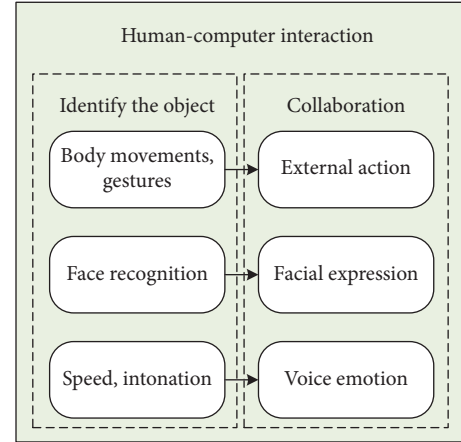 Human-computer interaction
Identify the object
Collaboration
Body movements,
gestures
External action
Face recognition
Facial expression
Speed, intonation
Voice emotion